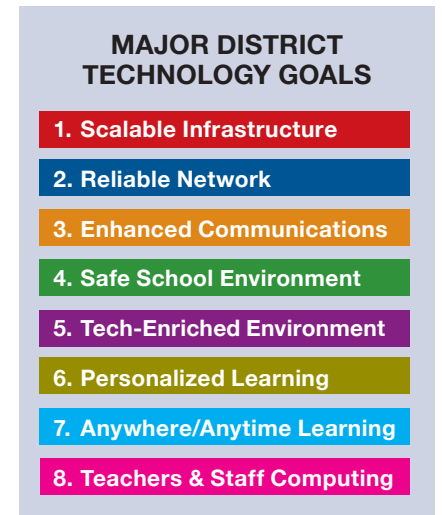 MAJOR DISTRICT
TECHNOLOGY GOALS
1. Scalable Infrastructure
2. Reliable Network
3. Enhanced Communications
4. Safe School Environment
5. Tech-Enriched Environment
6. Personalized Learning
7. Anywhere/Anytime Learning
8. Teachers & Staff Computing